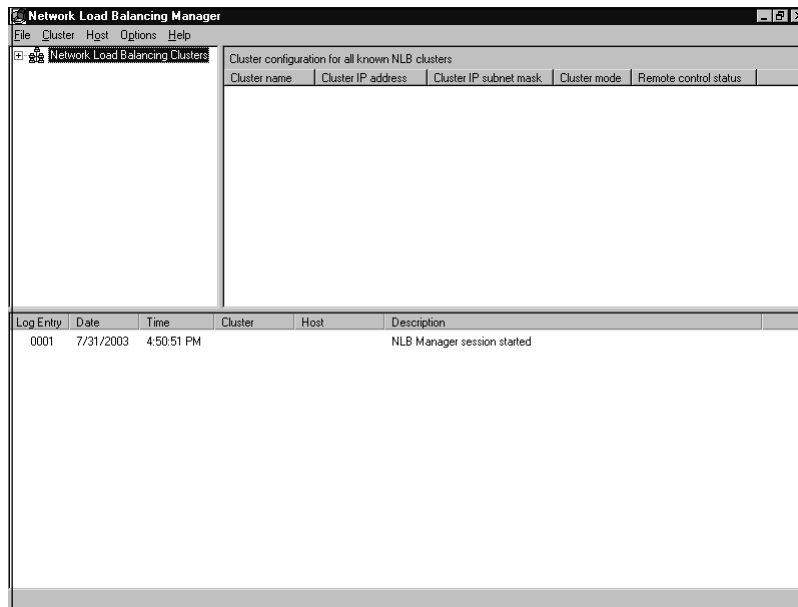 Network Load Balancing Manager
File Cluster Host Options Help
Network Load Balancing Clusters
Cluster configuration for all known NLB clusters
Cluster name Cluster IP address Cluster IP subnet mask Cluster mode Remote control status
Log Entry Date Time Cluster Host Description
0001 7/31/2003 4:50:51 PM NLB Manager session started